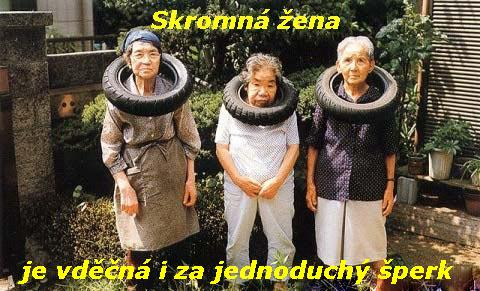 Skromná žena
je vděčná i za jednoduchý šperk